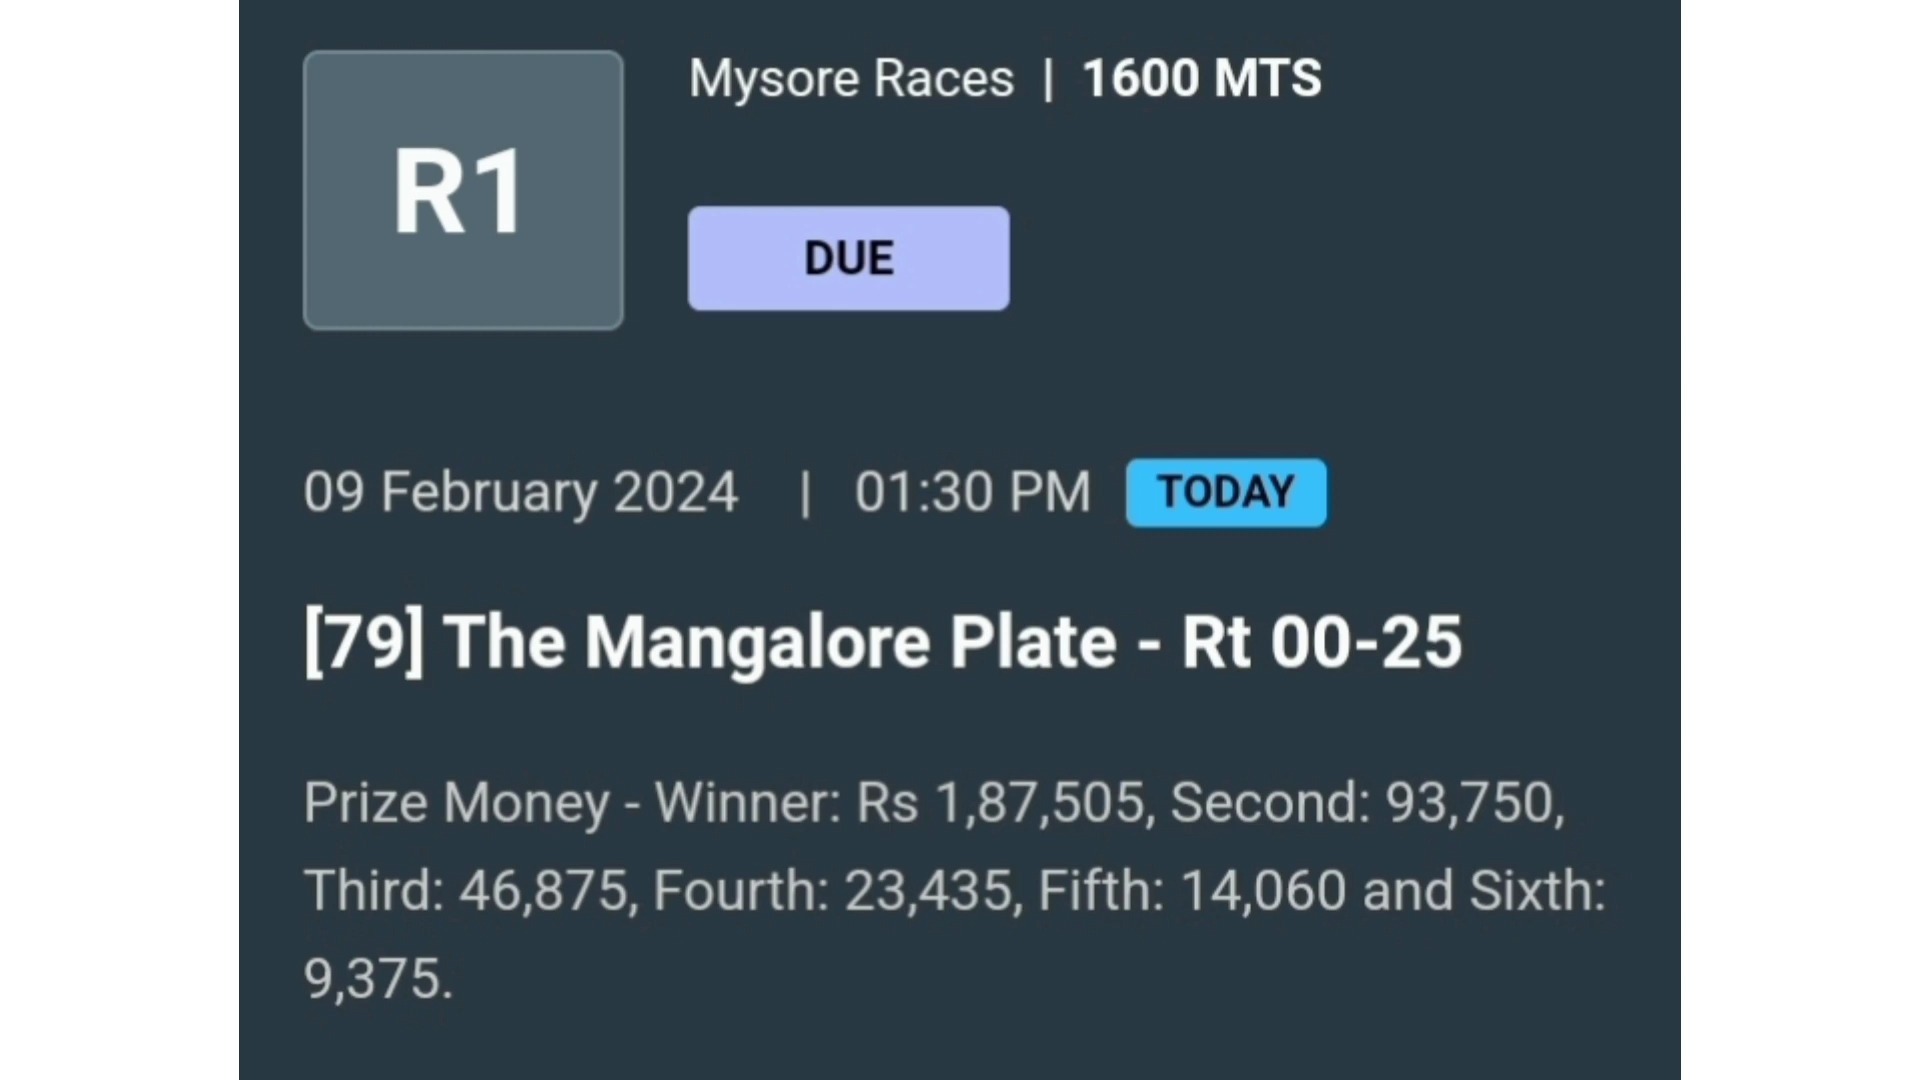 R1
Mysore Races | 1600 MTS
DUE
09 February 2024 | 01:30 PM TODAY
[79] The Mangalore Plate - Rt 00-25
Prize Money - Winner: Rs 1,87,505, Second: 93,750,
Third: 46,875, Fourth: 23,435, Fifth: 14,060 and Sixth:
9,375.